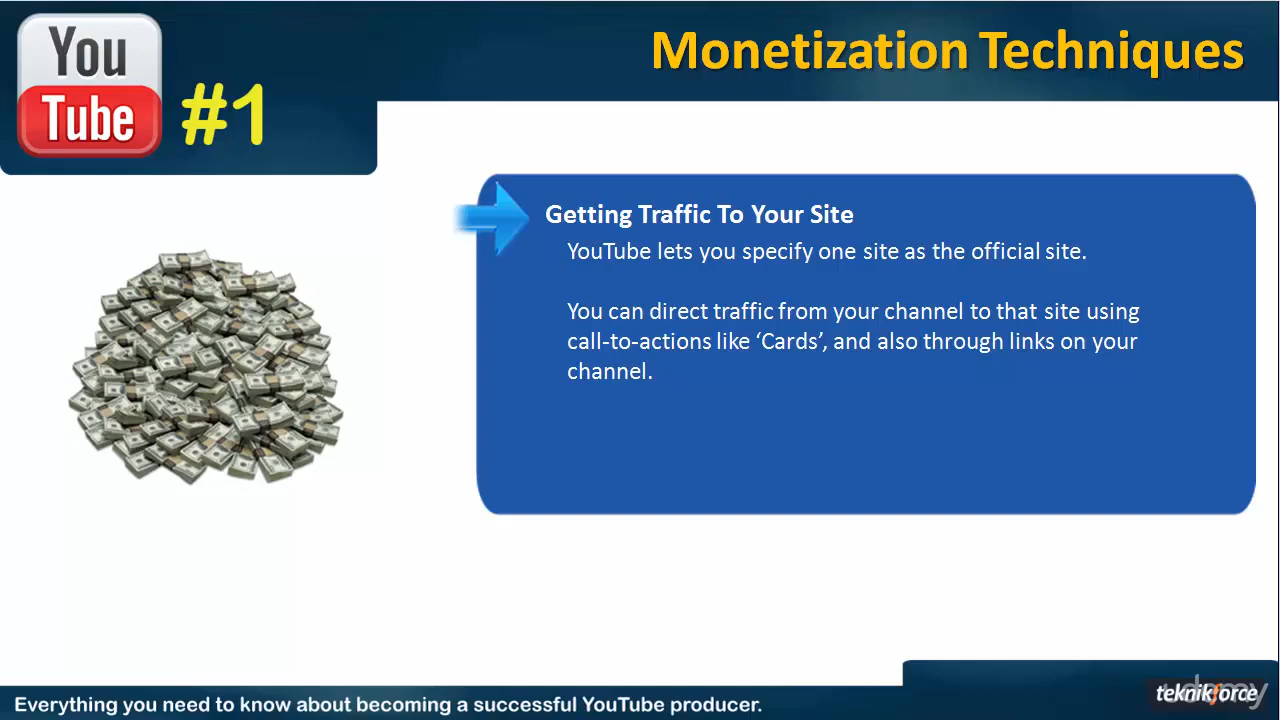 You
Tube
#1
Monetization Techniques
Getting Traffic To Your Site
YouTube lets you specify one site as the official site.
You can direct traffic from your channel to that site using
call-to-actions like ‘Cards’, and also through links on your
channel.
Everything you need to know about becoming a successful YouTube producer.
teknikforce
udemy